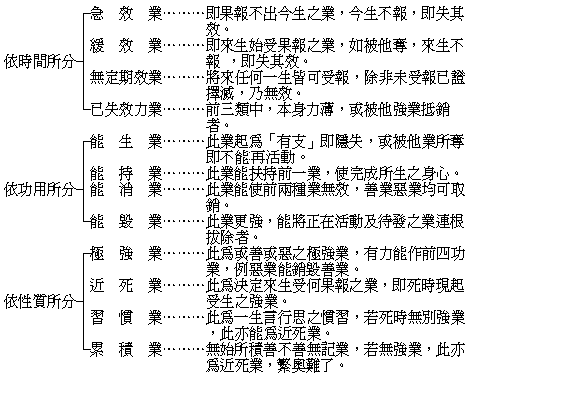 急效業………即果報不出今生之業，今生不報，即失其
效。
緩效業………即來生始受果報之業，如被他奪，來生不
報 ，即失其效。
依時間所分
無定期效業………將來任何一生皆可受報，除非未受報已證
擇滅，乃無效。
已失效力業………前三類中，本身力薄，或被他強業抵銷
者。
能生業………此業起為「有支」即隱失，或被他業所奪
即不能再活動。
能持業………此業能扶持前一業，使完成所生之身心。
依功用所分
能消業………此業能使前兩種業無效，善業惡業均可取
銷。
能毀業………此業更強，能將正在活動及待發之業連根
拔除者。
極強業………此為或善或惡之極強業，有力能作前四功
業，例惡業能銷毀善業。
近死業………此為決定來生受何果報之業，即死時現起
受生之強業。
依性質所分
習慣業………此為一生言行思之慣習，若死時無別強業
，此亦能為近死業。
累積業………無始所積善不善無記業，若無強業，此亦
為近死業，繁奧難了。